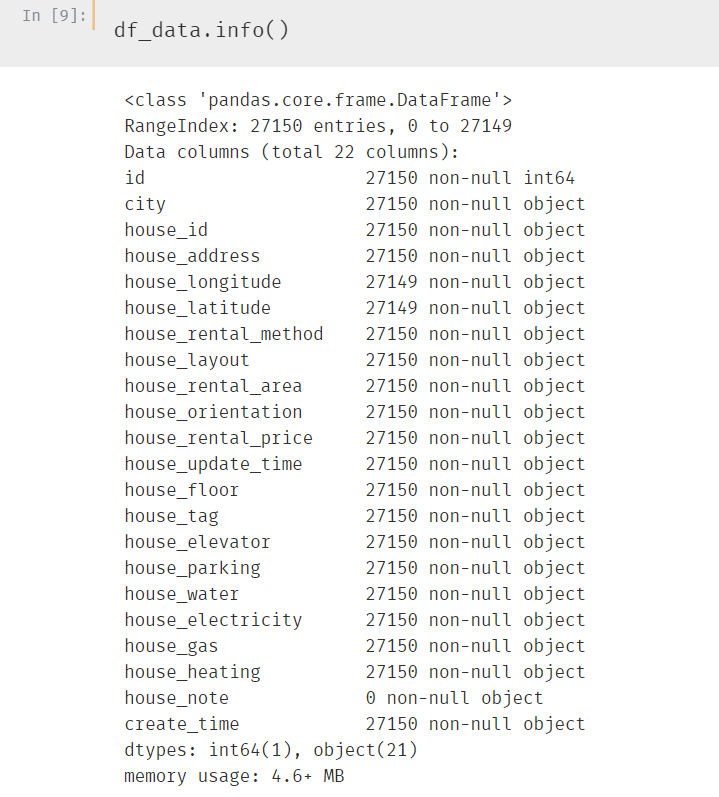 In [9]:
df_data.info()
<class 'pandas.core.frame.DataFrame'>
RangeIndex: 27150 entries, 0 to 27149
Data columns (total 22 columns):
id                     27150 non-null int64
city                   27150 non-null object
house_id               27150 non-null object
house_address          27150 non-null object
house_longitude        27149 non-null object
house_latitude         27149 non-null object
house_rental_method    27150 non-null object
house_layout           27150 non-null object
house_rental_area      27150 non-null object
house_orientation      27150 non-null object
house_rental_price     27150 non-null object
house_update_time      27150 non-null object
house_floor            27150 non-null object
house_tag              27150 non-null object
house_elevator         27150 non-null object
house_parking          27150 non-null object
house_water            27150 non-null object
house_electricity      27150 non-null object
house_gas              27150 non-null object
house_heating          27150 non-null object
house_note             0 non-null object
create_time            27150 non-null object
dtypes: int64(1), object(21)
memory usage: 4.6+ MB